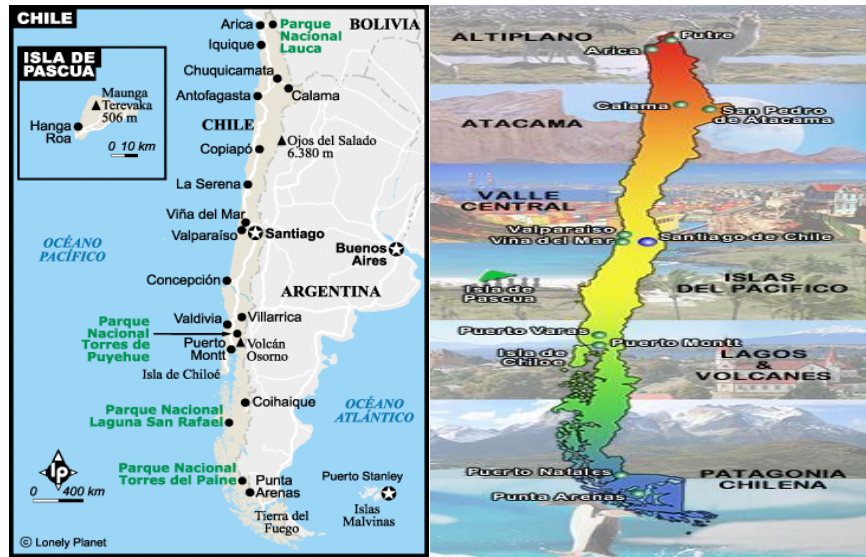 CHILE
ISLA DE
PASCUA
Maunga
Terevaka
506 m
Hanga
Roa
0 10 km
Arica
Parque
Nacional
Lauca
BOLIVIA
Iquique
Chuquicamata
Antofagasta
Calama
CHILE
Copiapó
Ojos del Salado
6.380 m
La Serena
Viña del Mar
Valparaíso
Santiago
OCÉANO
PACÍFICO
Buenos
Aires
Concepción
ARGENTINA
Valdivia
Villarrica
Parque
Nacional
Torres de
Puyehue
Puerto
Montt
Volcán
Osorno
Isla de Chiloé
Coihaique
OCÉANO
ATLÁNTICO
Parque Nacional
Laguna San Rafael
Parque Nacional
Torres del Paine
Punta
Arenas
Puerto Stanley
Islas
Malvinas
Tierra del
Fuego
lp
0 400 km
© Lonely Planet
ALTIPLANO
Putre
Arica
Calama
San Pedro
de Atacama
ATACAMA
VALLE
CENTRAL
Valparaiso
Viña del Mar
Santiago de Chile
Isla de
Pascua
ISLAS
DEL PACIFICO
Puerto Varas
Puerto Montt
Isla de
Chiloe
LAGOS
&
VOLCANES
Puerto Natales
Punta Arenas
PATAGONIA
CHILENA